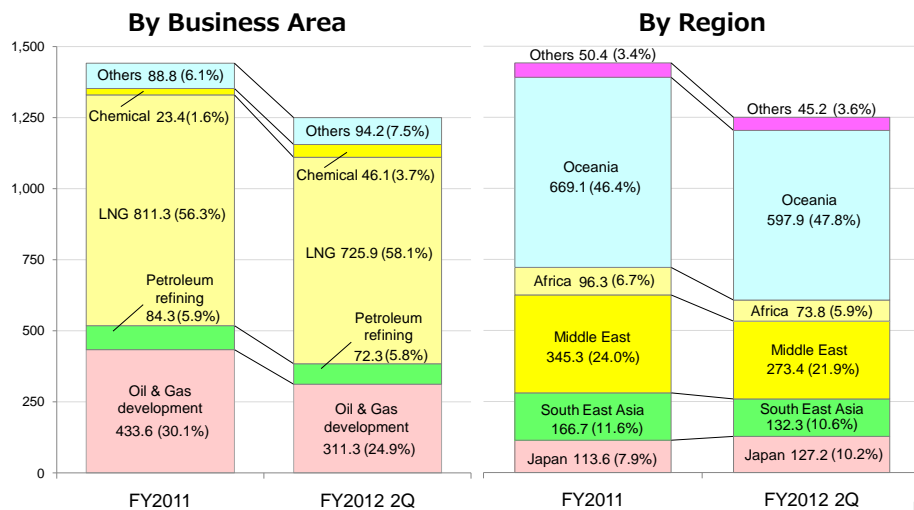 By Business Area
By Region
1,500
1,250
1,000
750
500
250
0
Others 88.8 (6.1%)
Chemical 23.4 (1.6%)
LNG 811.3 (56.3%)
Petroleum
refining
84.3 (5.9%)
Oil & Gas
development
433.6 (30.1%)
FY2011
Others 94.2 (7.5%)
Chemical 46.1 (3.7%)
LNG 725.9 (58.1%)
Petroleum
refining
72.3 (5.8%)
Oil & Gas
development
311.3 (24.9%)
FY2012 2Q
Others 50.4 (3.4%)
Oceania
669.1 (46.4%)
Africa 96.3 (6.7%)
Middle East
345.3 (24.0%)
South East Asia
166.7 (11.6%)
Japan 113.6 (7.9%)
FY2011
Others 45.2 (3.6%)
Oceania
597.9 (47.8%)
Africa 73.8 (5.9%)
Middle East
273.4 (21.9%)
South East Asia
132.3 (10.6%)
Japan 127.2 (10.2%)
FY2012 2Q